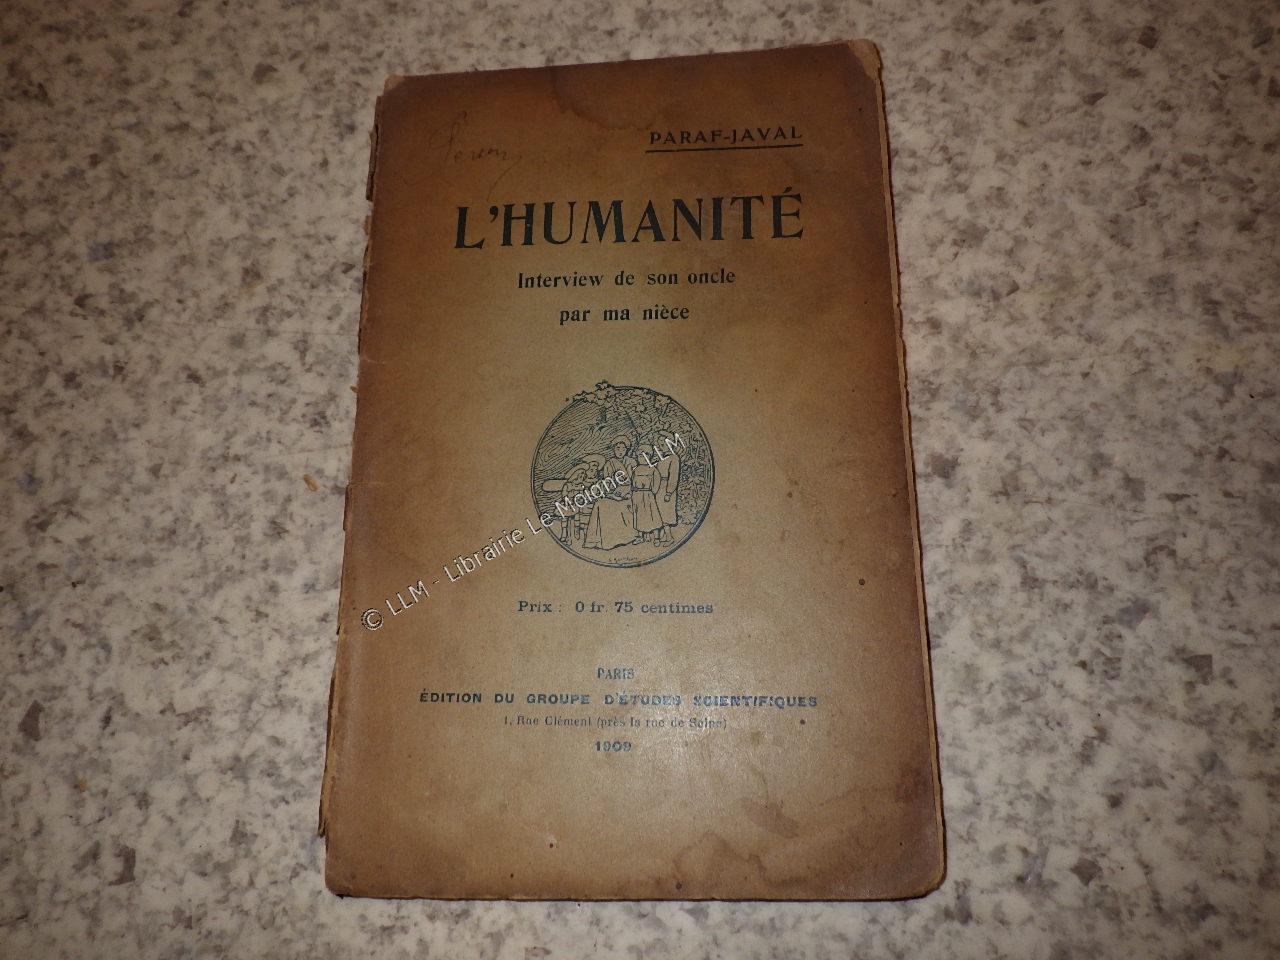 PARAF-JAVAL
L'HUMANITÉ
Interview de son oncle
par ma nièce
© LLM - Librairie Le Moigne - LLM
Prix : 0 fr. 75 centimes
PARIS
ÉDITION DU GROUPE D'ÉTUDES SCIENTIFIQUES
1, Rue Clément (près la rue de Seine)
1909